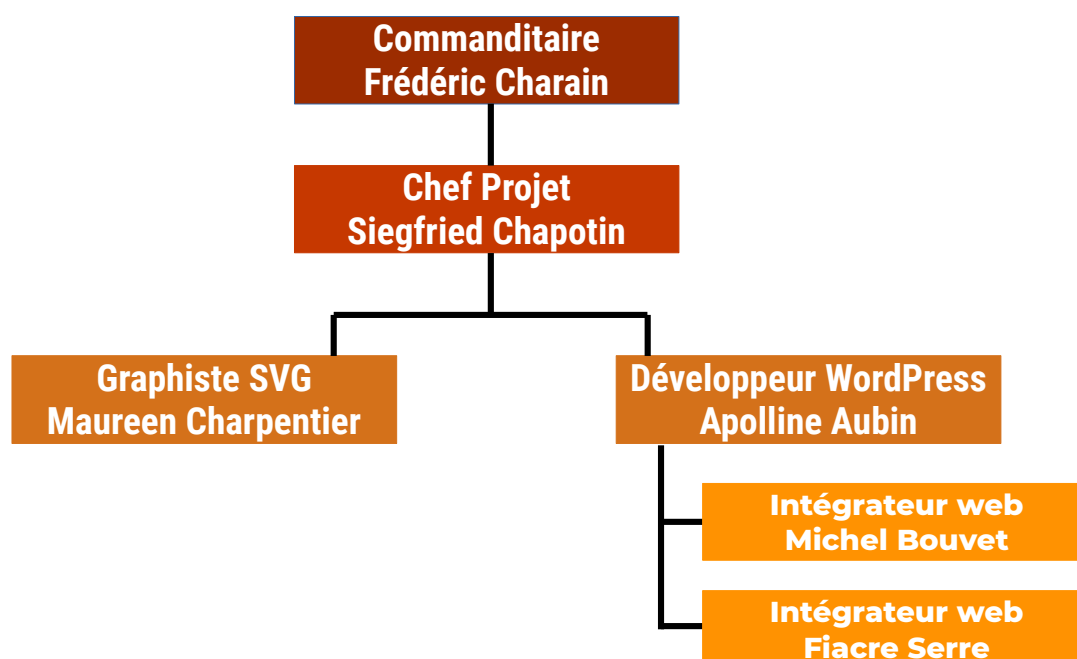 Commanditaire
Frédéric Charain
Chef Projet
Siegfried Chapotin
Graphiste SVG
Maureen Charpentier
Développeur WordPress
Apolline Aubin
Intégrateur web
Michel Bouvet
Intégrateur web
Fiacre Serre